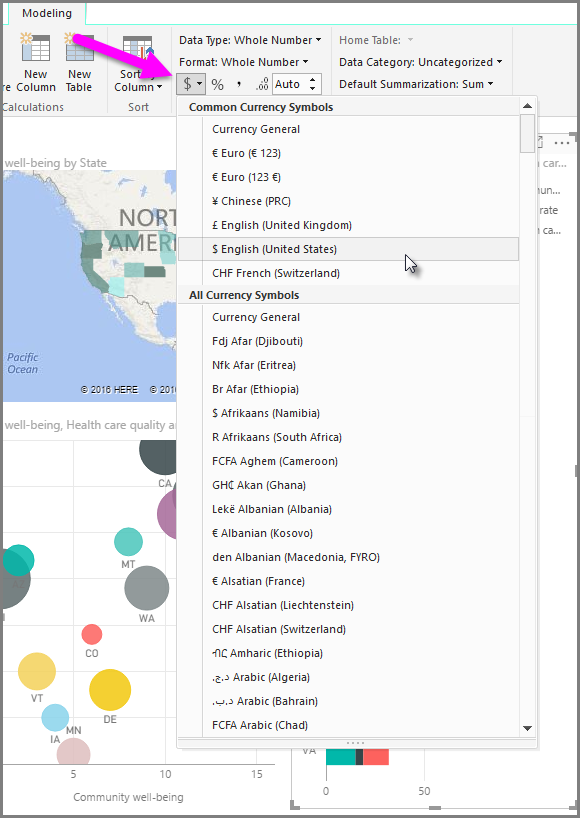 Modeling
Data Type: Whole Number
Home Table:
New
Column
New
Table
Sort
Column
Format: Whole Number
Data Category: Uncategorized
$ % , .00 Auto
Default Summarization: Sum
re
Calculations
Sort
Common Currency Symbols
Currency General
€ Euro (€ 123)
€ Euro (123 €)
¥ Chinese (PRC)
£ English (United Kingdom)
$ English (United States)
CHF French (Switzerland)
All Currency Symbols
Currency General
Fdj Afar (Djibouti)
Nfk Afar (Eritrea)
Br Afar (Ethiopia)
$ Afrikaans (Namibia)
R Afrikaans (South Africa)
FCFA Aghem (Cameroon)
GH₵ Akan (Ghana)
Lekë Albanian (Albania)
€ Albanian (Kosovo)
den Albanian (Macedonia, FYRO)
€ Alsatian (France)
CHF Alsatian (Liechtenstein)
CHF Alsatian (Switzerland)
ብር Amharic (Ethiopia)
د.ج.‏ Arabic (Algeria)
د.ب.‏ Arabic (Bahrain)
FCFA Arabic (Chad)
well-being by State
NORT
AMERI
Pacific
Ocean
© 2016 HERE © 20
well-being, Health care quality a
CA
MT
WA
CO
VT
DE
IA
MN
5
10
15
Community well-being
car...
mun...
rate
ca...
VA
0
50